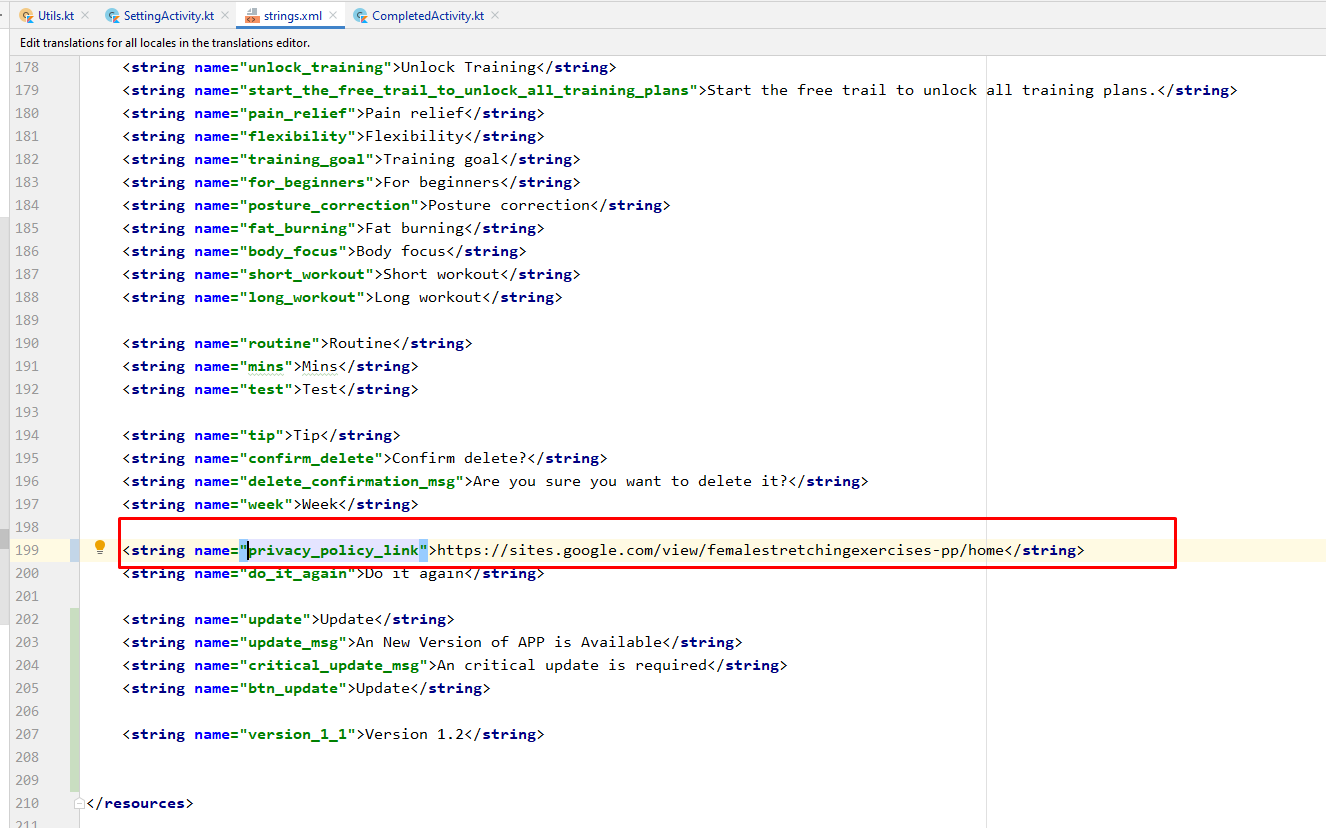 Utils.kt SettingActivity.kt strings.xml CompletedActivity.kt
Edit translations for all locales in the translations editor.
178 <string name="unlock_training">Unlock Training</string>
179 <string name="start_the_free_trail_to_unlock_all_training_plans">Start the free trail to unlock all training plans.</string>
180 <string name="pain_relief">Pain relief</string>
181 <string name="flexibility">Flexibility</string>
182 <string name="training_goal">Training goal</string>
183 <string name="for_beginners">For beginners</string>
184 <string name="posture_correction">Posture correction</string>
185 <string name="fat_burning">Fat burning</string>
186 <string name="body_focus">Body focus</string>
187 <string name="short_workout">Short workout</string>
188 <string name="long_workout">Long workout</string>
189
190 <string name="routine">Routine</string>
191 <string name="mins">Mins</string>
192 <string name="test">Test</string>
193
194 <string name="tip">Tip</string>
195 <string name="confirm_delete">Confirm delete?</string>
196 <string name="delete_confirmation_msg">Are you sure you want to delete it?</string>
197 <string name="week">Week</string>
198
199 <string name="privacy_policy_link">https://sites.google.com/view/femalestretchingexercises-pp/home</string>
200 <string name="do_it_again">Do it again</string>
201
202 <string name="update">Update</string>
203 <string name="update_msg">An New Version of APP is Available</string>
204 <string name="critical_update_msg">An critical update is required</string>
205 <string name="btn_update">Update</string>
206
207 <string name="version_1_1">Version 1.2</string>
208
209
210 </resources>
211